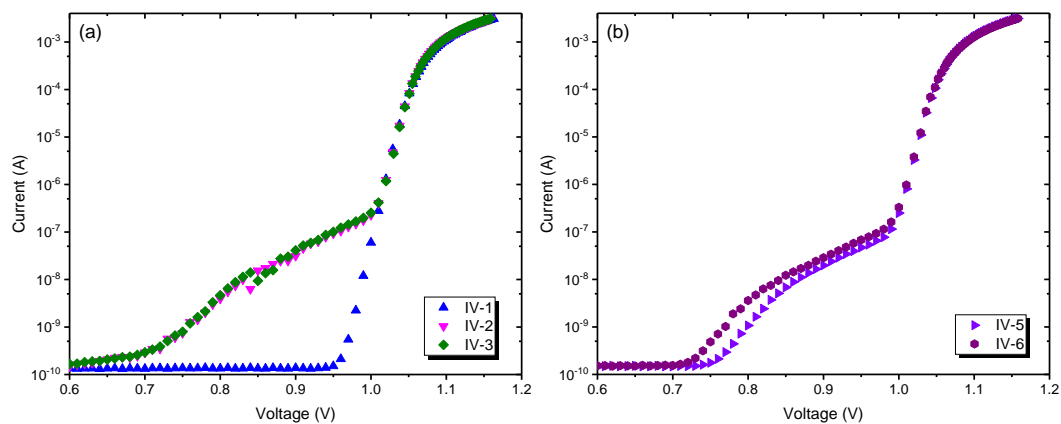 (a)
Current (A)
10⁻³
10⁻⁴
10⁻⁵
10⁻⁶
10⁻⁷
10⁻⁸
10⁻⁹
10⁻¹⁰
0.6 0.7 0.8 0.9 1.0 1.1 1.2
Voltage (V)
IV-1
IV-2
IV-3
(b)
Current (A)
10⁻³
10⁻⁴
10⁻⁵
10⁻⁶
10⁻⁷
10⁻⁸
10⁻⁹
10⁻¹⁰
0.6 0.7 0.8 0.9 1.0 1.1 1.2
Voltage (V)
IV-5
IV-6